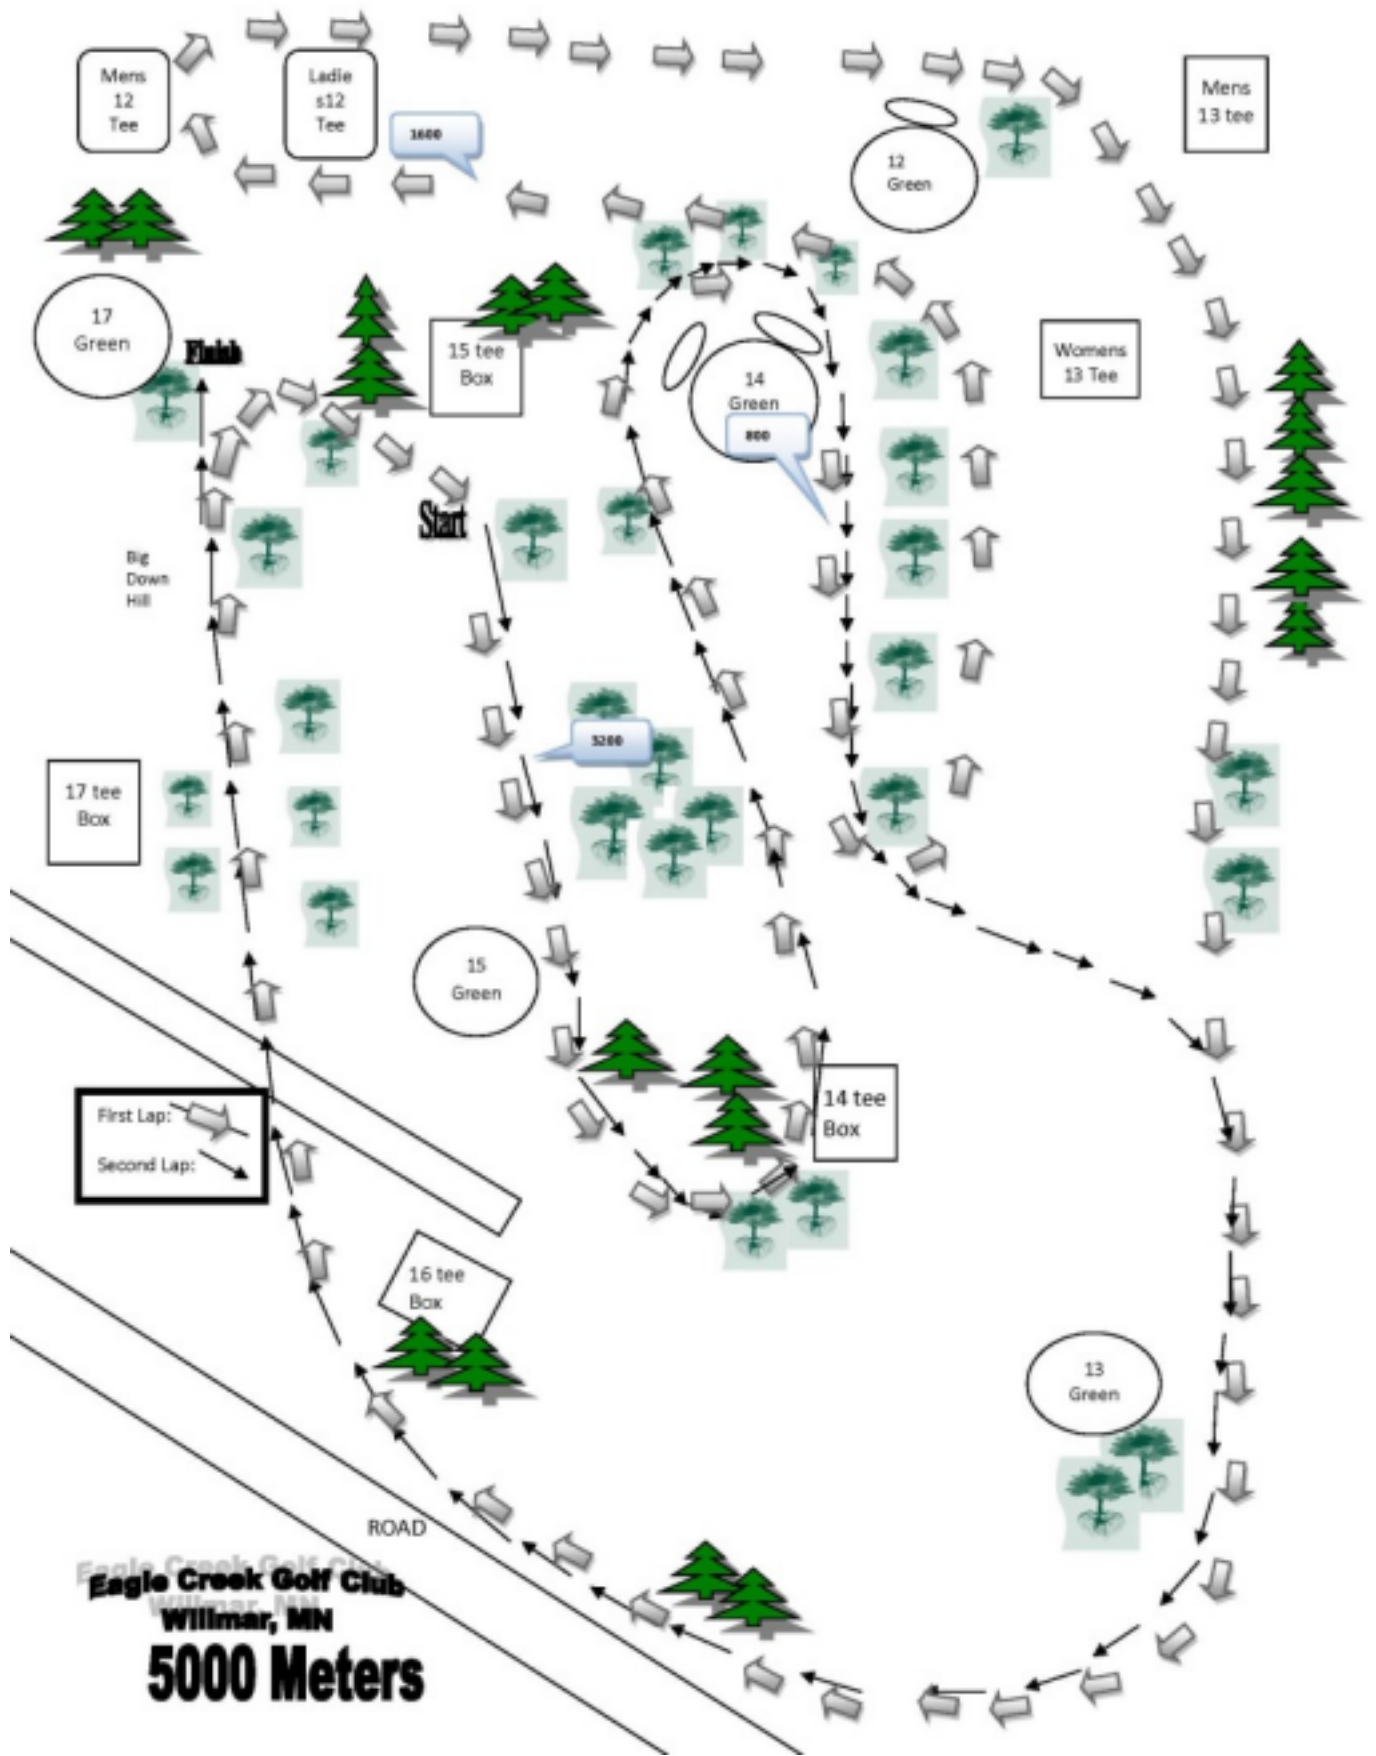 Mens
12
Tee
Ladie
s12
Tee
1600
12
Green
Mens
13 tee
17
Green
Finish
15 tee
Box
14
Green
800
Womens
13 Tee
Start
Big
Down
Hill
3200
17 tee
Box
15
Green
First Lap:
Second Lap:
14 tee
Box
16 tee
Box
13
Green
ROAD
Eagle Creek Golf Club
Willmar, MN
5000 Meters